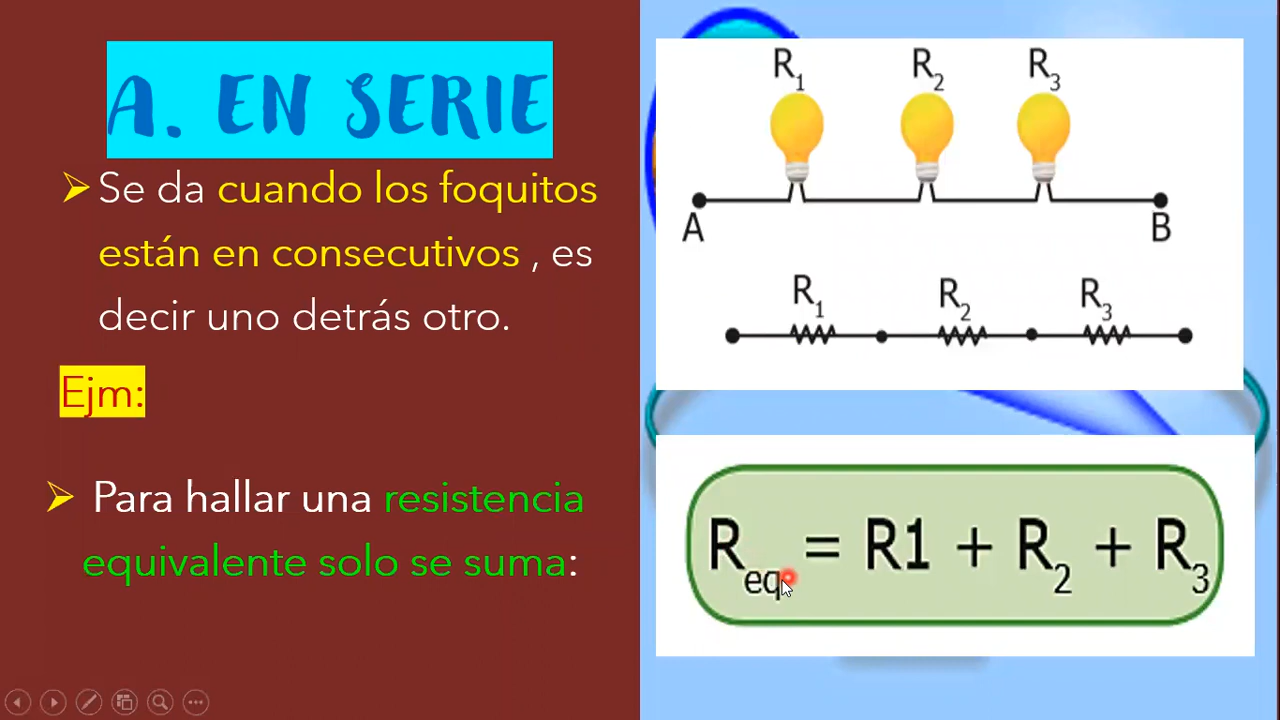 A. EN SERIE
Se da cuando los foquitos
están en consecutivos , es
decir uno detrás otro.
Ejm:
Para hallar una resistencia
equivalente solo se suma:
R1 R2 R3
A B
R1 R2 R3
Req = R1 + R2 + R3